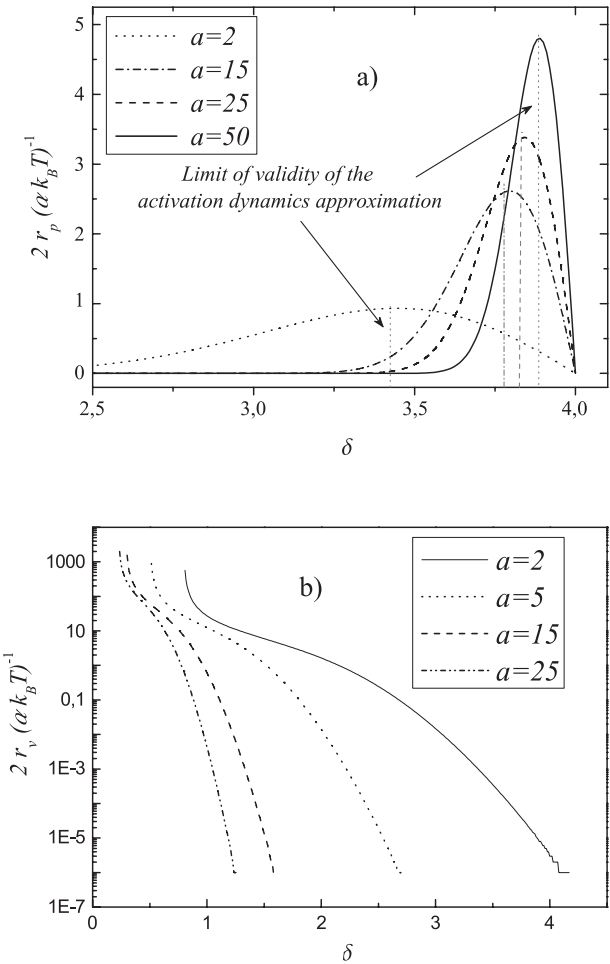 a=2
a=15
a=25
a=50
a)
Limit of validity of the
activation dynamics approximation
2 r_p (α k_B T)^{-1}
5
4
3
2
1
0
2,5
3,0
3,5
4,0
δ
b)
a=2
a=5
a=15
a=25
2 r_v (α k_B T)^{-1}
1000
10
0,1
1E-3
1E-5
1E-7
0
1
2
3
4
δ